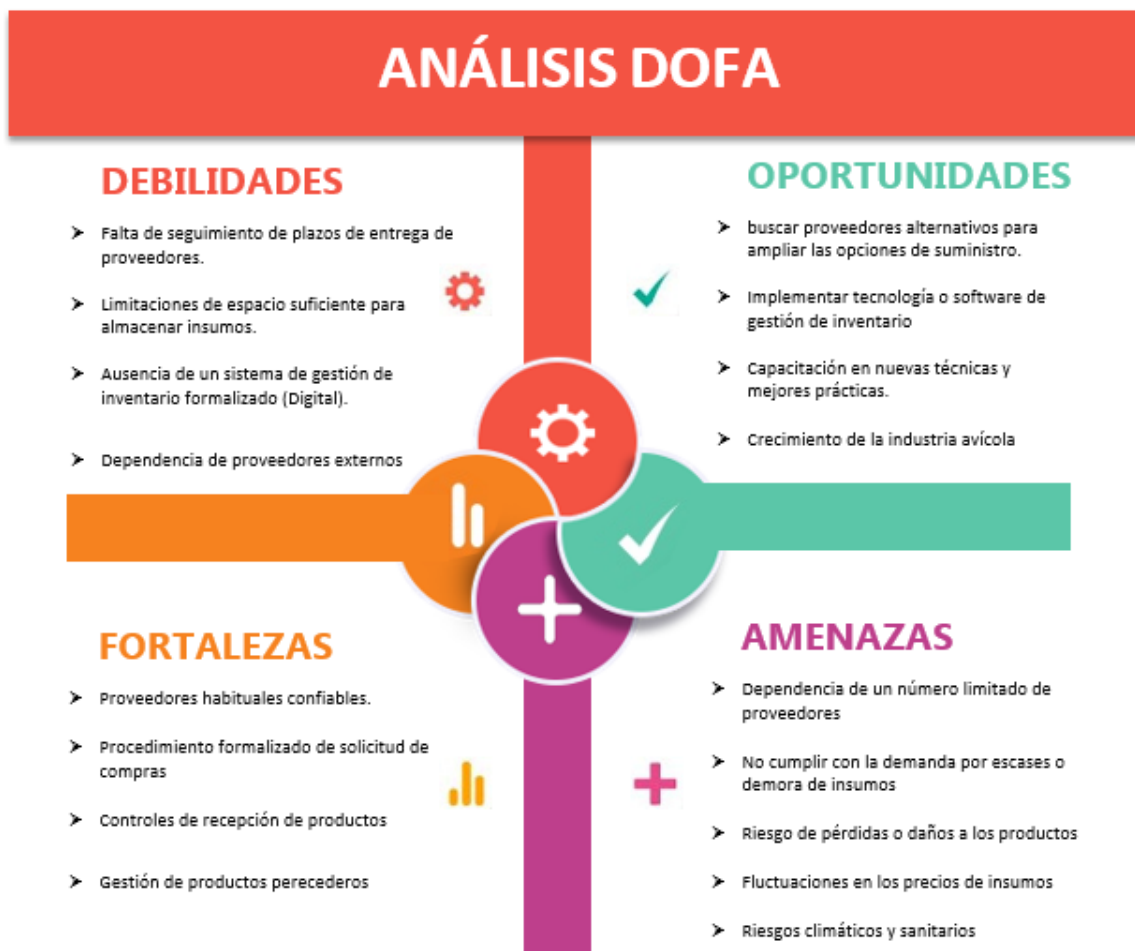 ANÁLISIS DOFA
DEBILIDADES
Falta de seguimiento de plazos de entrega de
proveedores.
Limitaciones de espacio suficiente para
almacenar insumos.
Ausencia de un sistema de gestión de
inventario formalizado (Digital).
Dependencia de proveedores externos
OPORTUNIDADES
buscar proveedores alternativos para
ampliar las opciones de suministro.
Implementar tecnología o software de
gestión de inventario
Capacitación en nuevas técnicas y
mejores prácticas.
Crecimiento de la industria avícola
FORTALEZAS
Proveedores habituales confiables.
Procedimiento formalizado de solicitud de
compras
Controles de recepción de productos
Gestión de productos perecederos
AMENAZAS
Dependencia de un número limitado de
proveedores
No cumplir con la demanda por escases o
demora de insumos
Riesgo de pérdidas o daños a los productos
Fluctuaciones en los precios de insumos
Riesgos climáticos y sanitarios